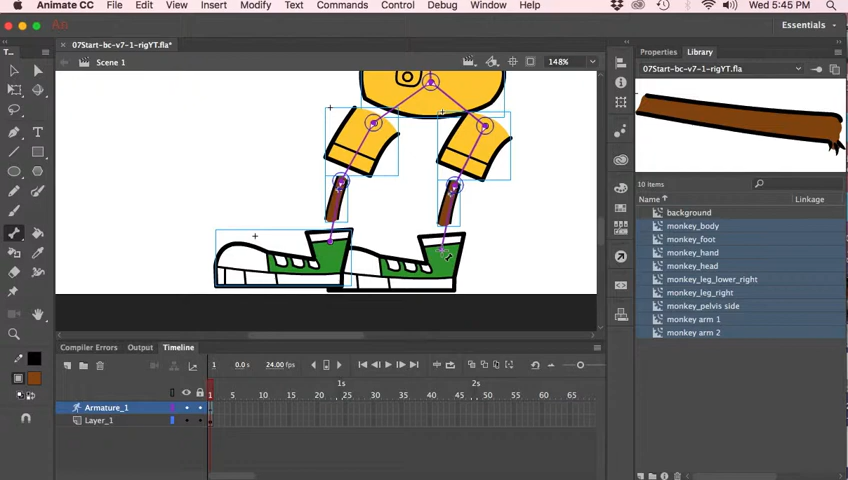 Animate CC File Edit View Insert Modify Text Commands Control Debug Window Help Wed 5:45 PM
An Essentials
07Start-bc-v7-1-rigYT.fla*
Scene 1 148%
Properties Library
07Start-bc-v7-1-rigYT.fla
10 items
Name Linkage
background
monkey_body
monkey_foot
monkey_hand
monkey_head
monkey_leg_lower_right
monkey_leg_right
monkey_pelvis side
monkey arm 1
monkey arm 2
Compiler Errors Output Timeline
1 0.0 s 24.00 fps
1s 2s
1 5 10 15 20 25 30 35 40 45 50 55 60 65
Armature_1
Layer_1